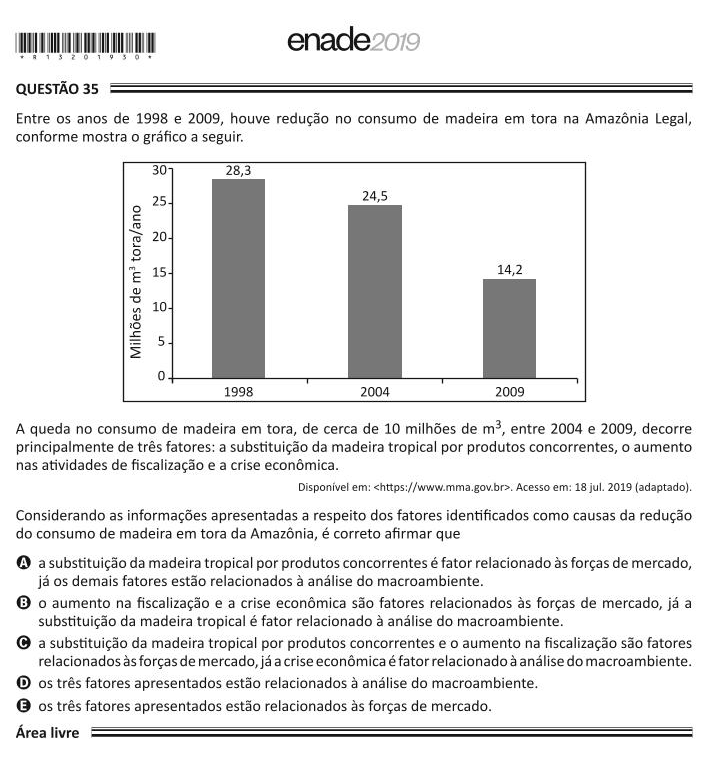 enade2019
* R 1 3 2 0 1 9 3 0 *
QUESTÃO 35
Entre os anos de 1998 e 2009, houve redução no consumo de madeira em tora na Amazônia Legal,
conforme mostra o gráfico a seguir.
Milhões de m³ tora/ano
30
25
20
15
10
5
0
28,3
24,5
14,2
1998 2004 2009
A queda no consumo de madeira em tora, de cerca de 10 milhões de m³, entre 2004 e 2009, decorre
principalmente de três fatores: a substituição da madeira tropical por produtos concorrentes, o aumento
nas atividades de fiscalização e a crise econômica.
Disponível em: <https://www.mma.gov.br>. Acesso em: 18 jul. 2019 (adaptado).
Considerando as informações apresentadas a respeito dos fatores identificados como causas da redução
do consumo de madeira em tora da Amazônia, é correto afirmar que
A a substituição da madeira tropical por produtos concorrentes é fator relacionado às forças de mercado,
já os demais fatores estão relacionados à análise do macroambiente.
B o aumento na fiscalização e a crise econômica são fatores relacionados às forças de mercado, já a
substituição da madeira tropical é fator relacionado à análise do macroambiente.
C a substituição da madeira tropical por produtos concorrentes e o aumento na fiscalização são fatores
relacionados às forças de mercado, já a crise econômica é fator relacionado à análise do macroambiente.
D os três fatores apresentados estão relacionados à análise do macroambiente.
E os três fatores apresentados estão relacionados às forças de mercado.
Área livre